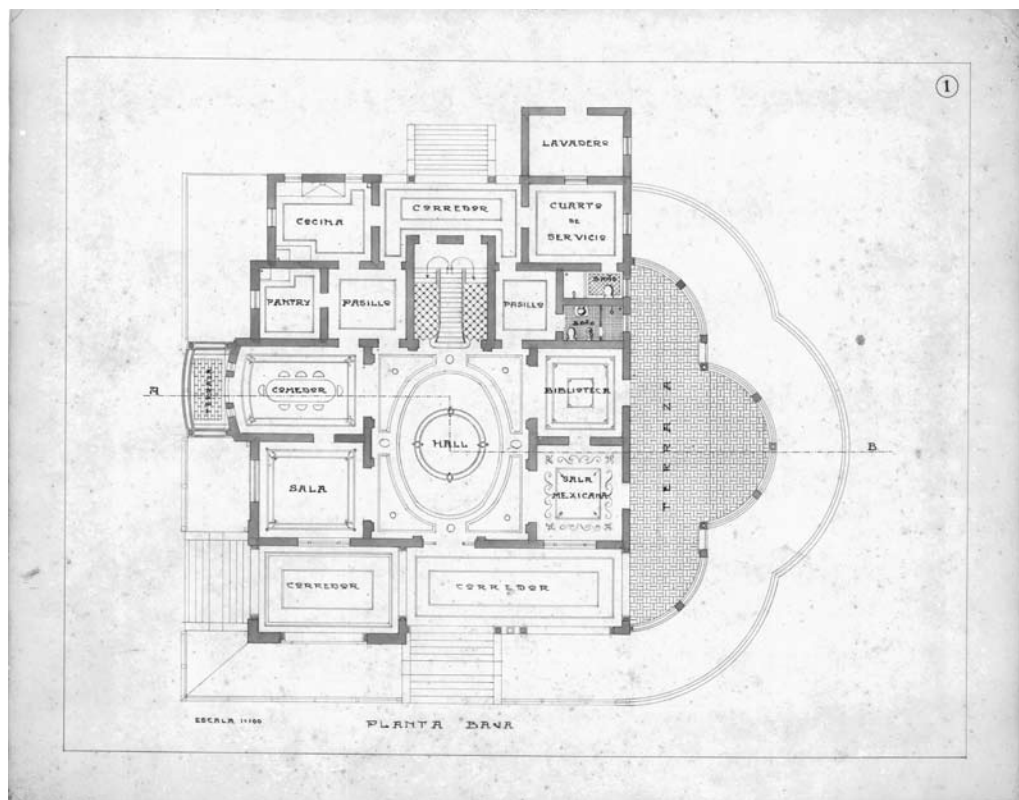 1
LAVADERO
COCINA
CORREDOR
CUARTO
DE
SERVICIO
PANTRY
PASILLO
PASILLO
BAÑO
BAÑO
A
COMEDOR
BIBLIOTECA
HALL
TERRAZA
B
SALA
SALA
MEXICANA
CORREDOR
CORREDOR
ESCALA 1:100
PLANTA BAJA